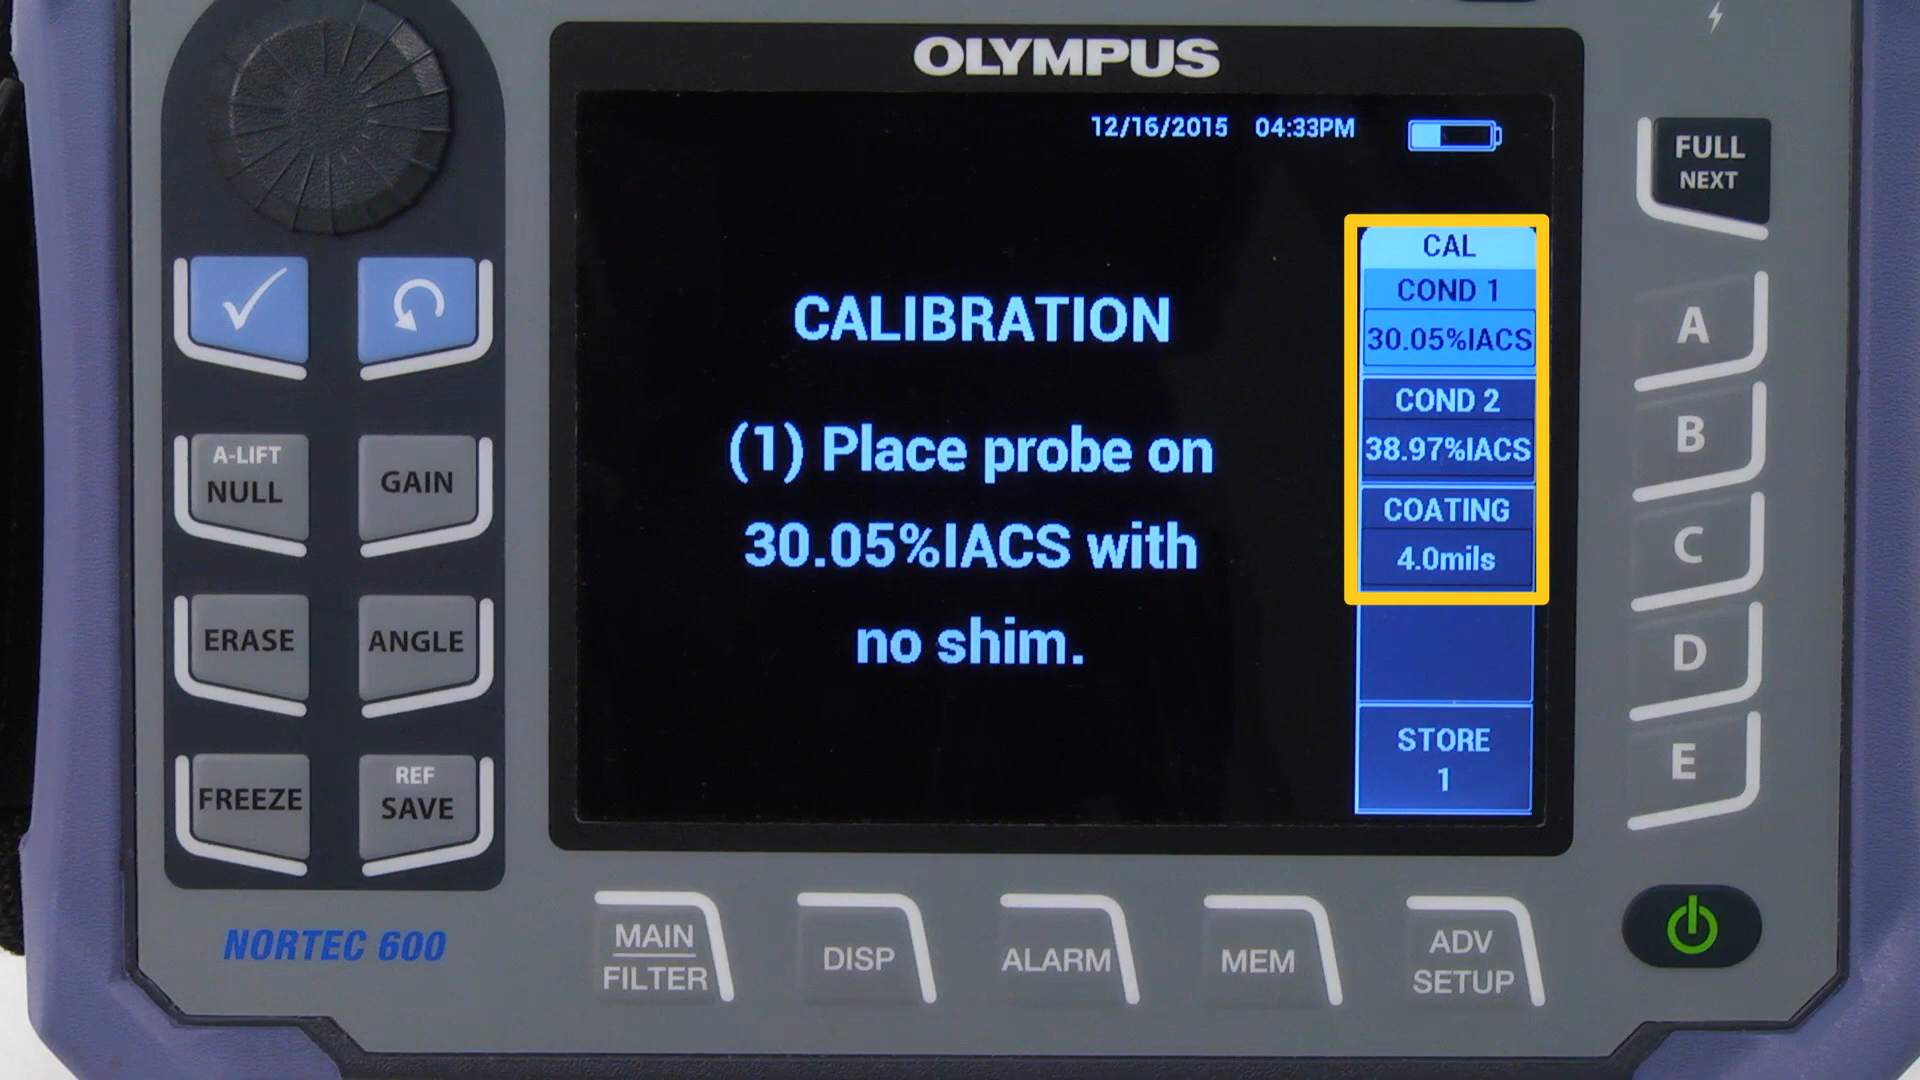 OLYMPUS
12/16/2015 04:33PM
CALIBRATION
(1) Place probe on
30.05%IACS with
no shim.
CAL
COND 1
30.05%IACS
COND 2
38.97%IACS
COATING
4.0mils
STORE
1
A-LIFT
NULL
GAIN
ERASE
ANGLE
FREEZE
REF
SAVE
NORTEC 600
MAIN
FILTER
DISP
ALARM
MEM
ADV
SETUP
FULL
NEXT
A
B
C
D
E